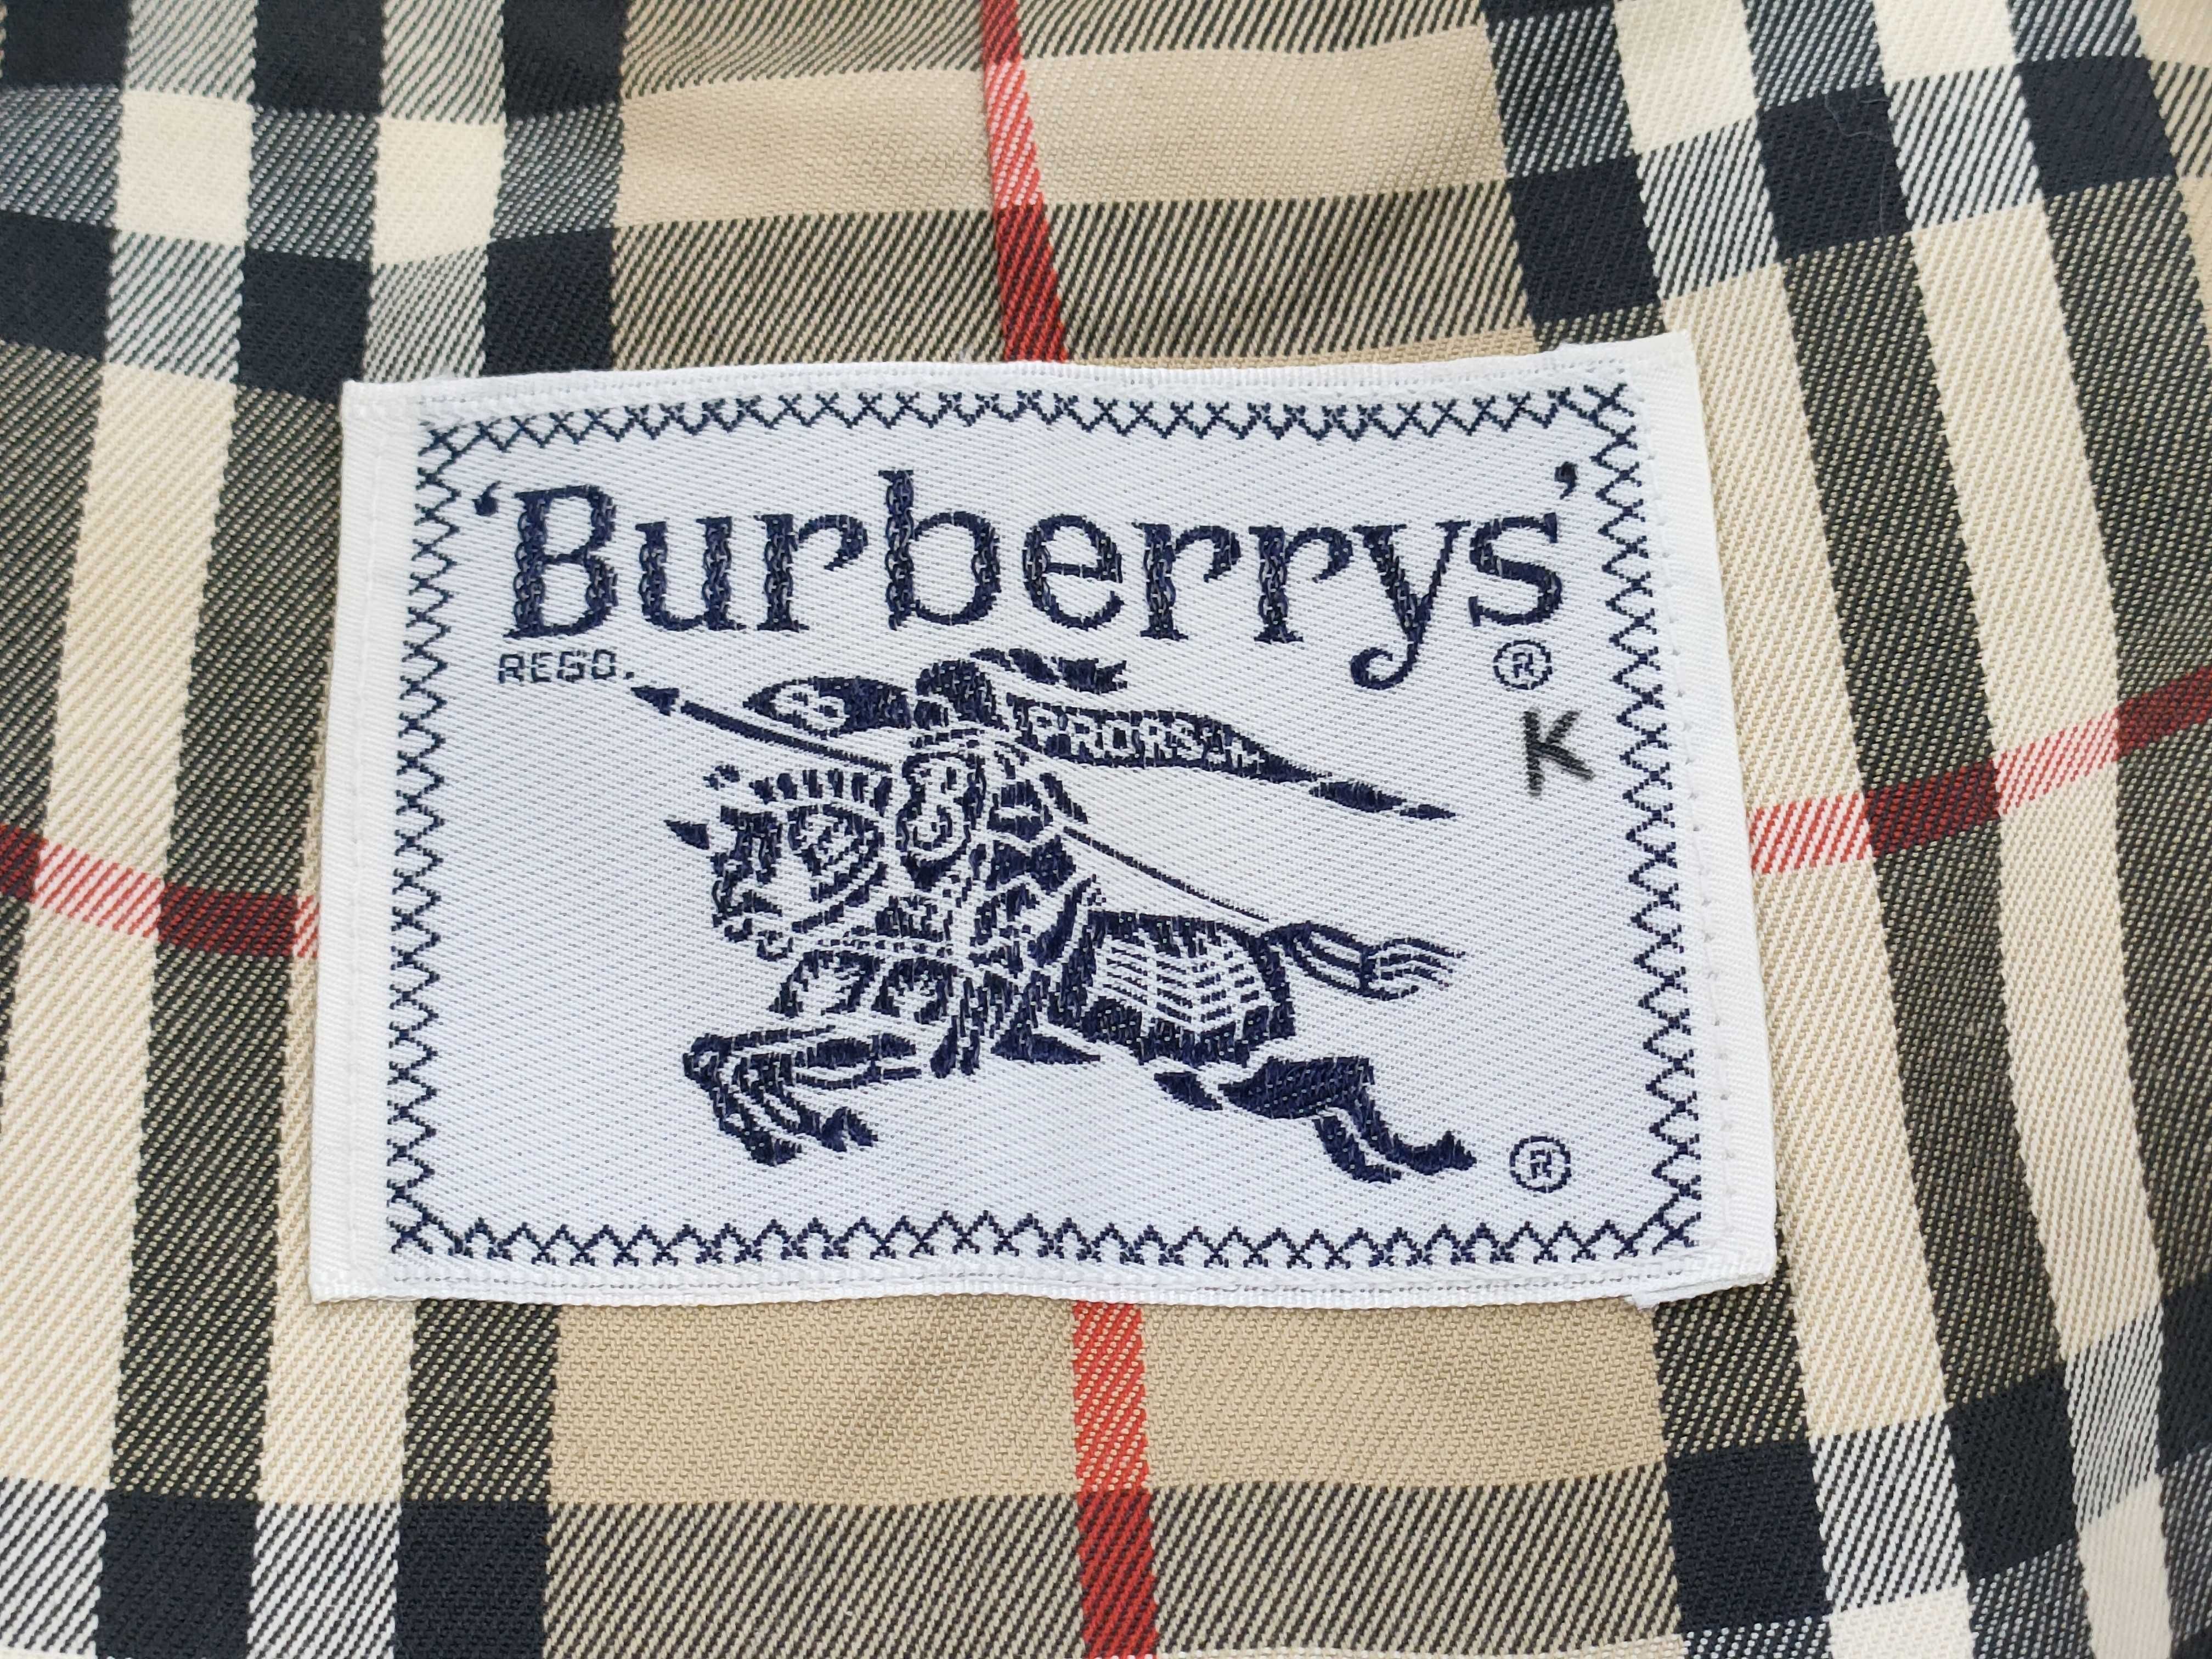 'Burberrys'
REGD.
®
PRORSUM
K
®